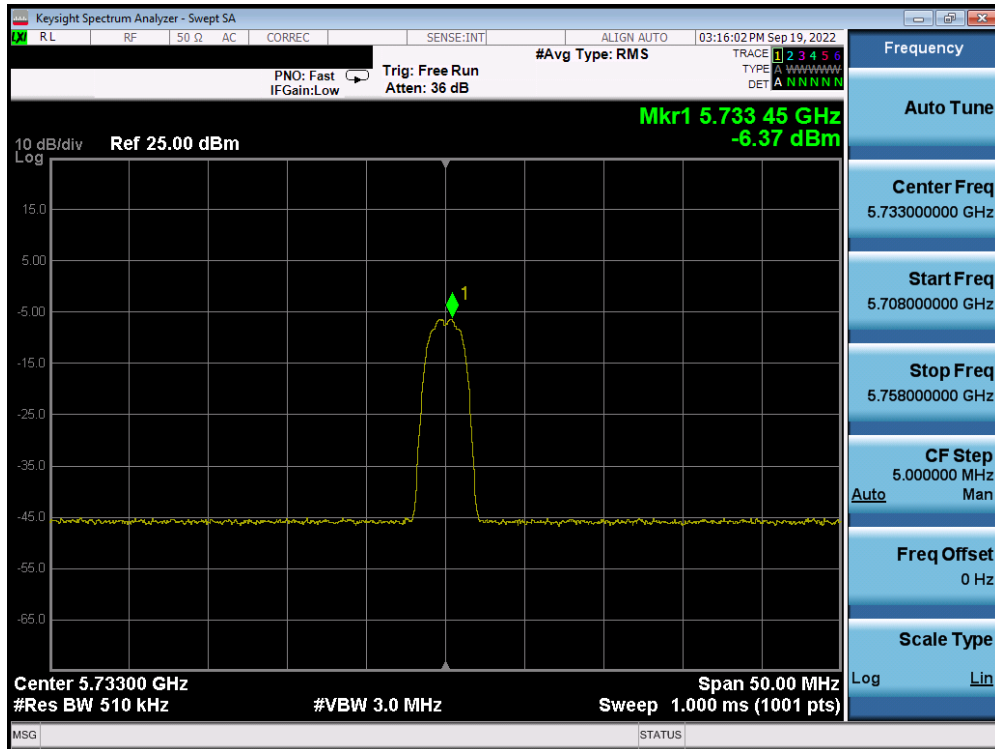 Keysight Spectrum Analyzer - Swept SA
LXI RL RF 50 Ω AC CORREC SENSE:INT ALIGN AUTO 03:16:02 PM Sep 19, 2022
#Avg Type: RMS TRACE 1 2 3 4 5 6
PNO: Fast Trig: Free Run TYPE A WWWWW
IFGain:Low Atten: 36 dB DET A N N N N N
Mkr1 5.733 45 GHz
-6.37 dBm
10 dB/div Ref 25.00 dBm
Log
15.0
5.00
1
-5.00
-15.0
-25.0
-35.0
-45.0
-55.0
-65.0
Center 5.73300 GHz Span 50.00 MHz
#Res BW 510 kHz #VBW 3.0 MHz Sweep 1.000 ms (1001 pts)
MSG STATUS
Frequency
Auto Tune
Center Freq
5.733000000 GHz
Start Freq
5.708000000 GHz
Stop Freq
5.758000000 GHz
CF Step
5.000000 MHz
Auto Man
Freq Offset
0 Hz
Scale Type
Log Lin